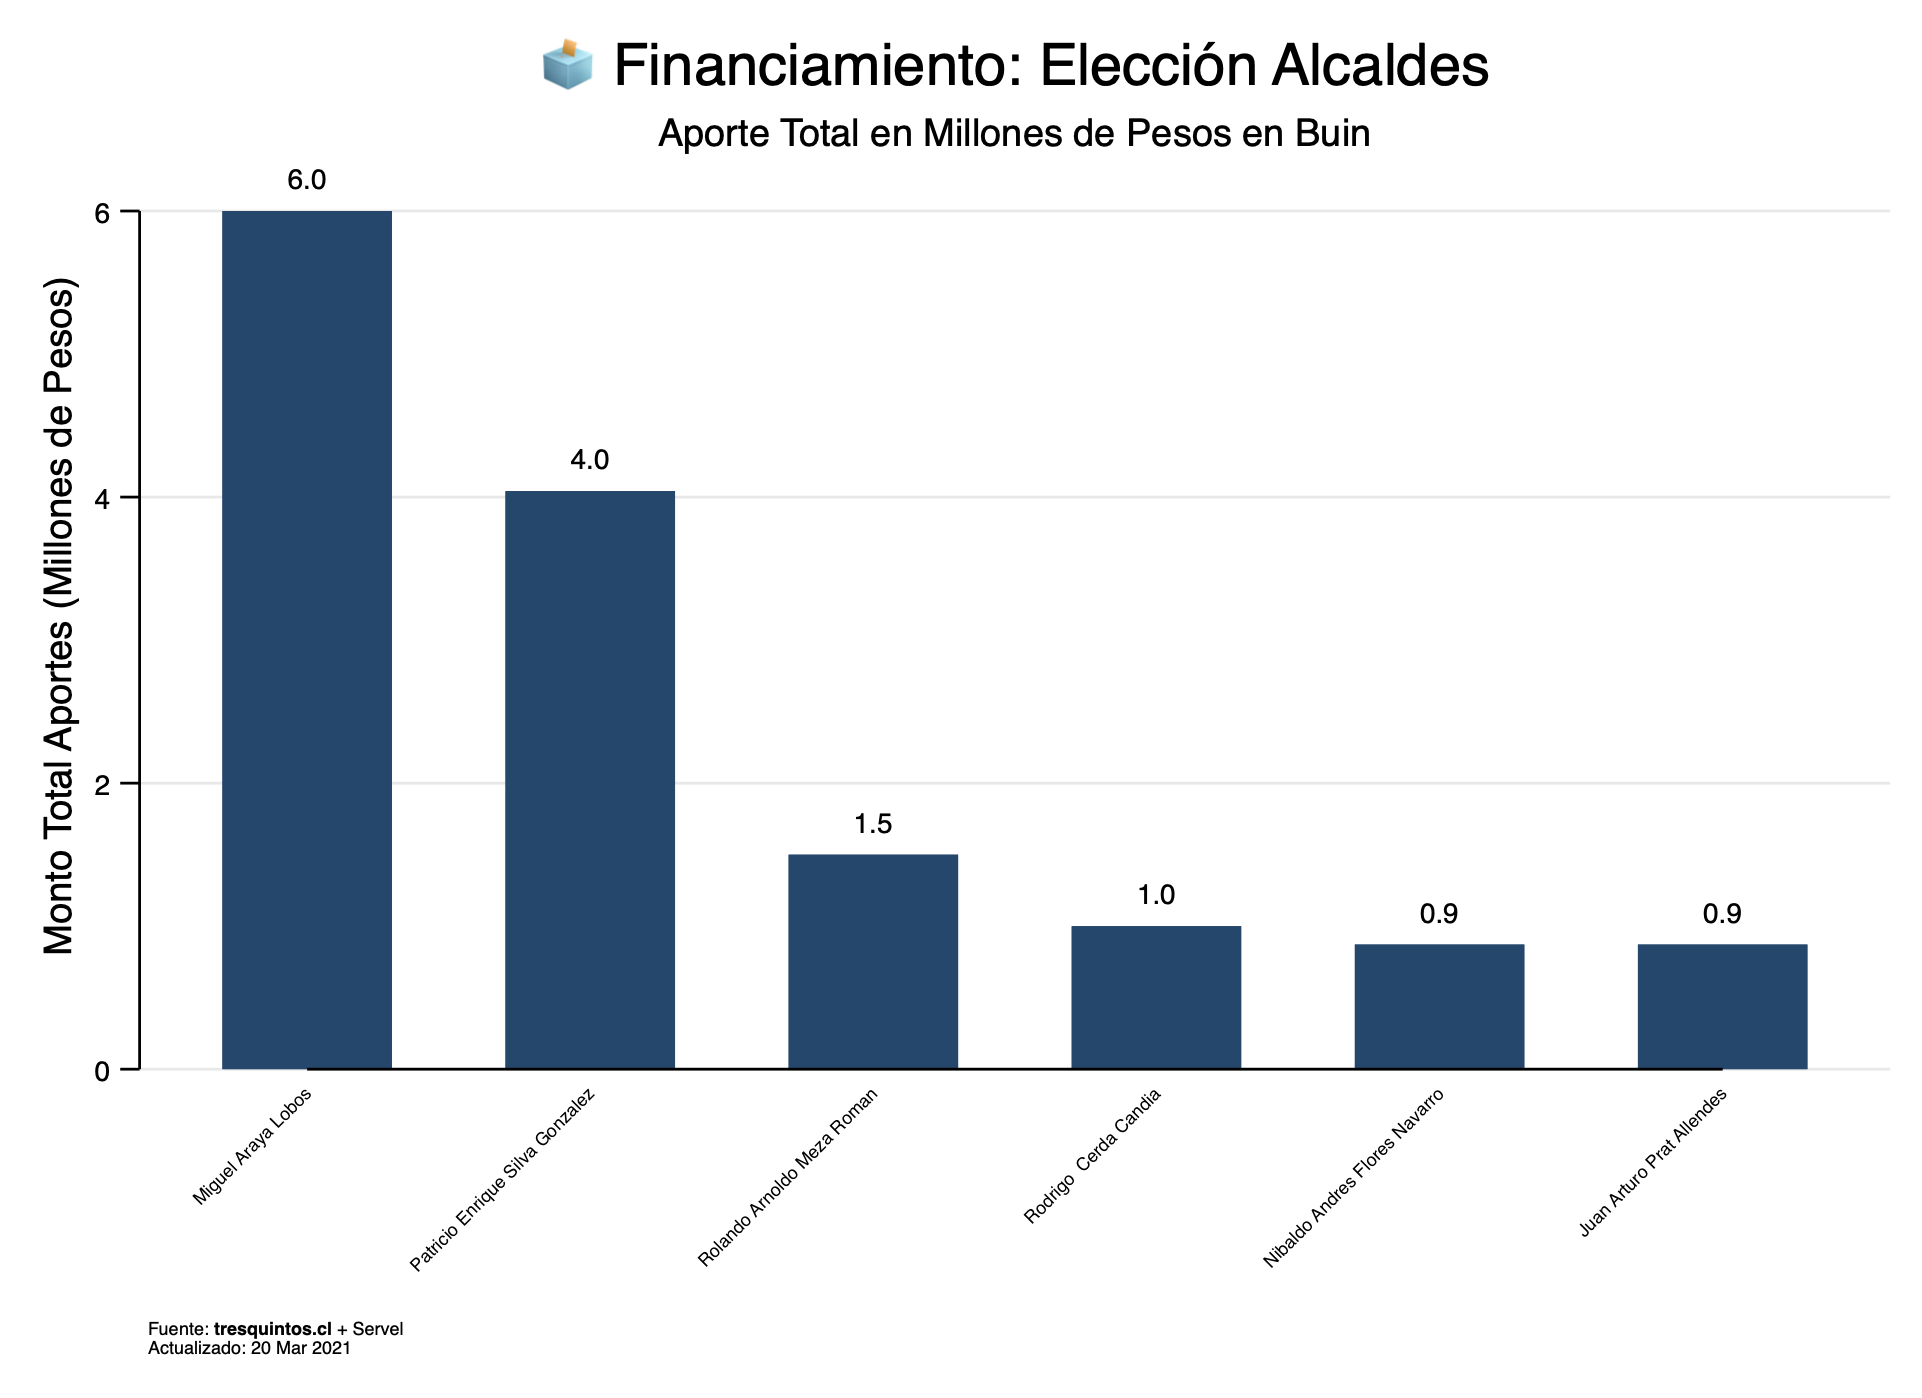 Financiamiento: Elección Alcaldes
Aporte Total en Millones de Pesos en Buin
Monto Total Aportes (Millones de Pesos)
6
4
2
0
6.0
4.0
1.5
1.0
0.9
0.9
Miguel Araya Lobos
Patricio Enrique Silva Gonzalez
Rolando Arnoldo Meza Roman
Rodrigo  Cerda Candia
Nibaldo Andres Flores Navarro
Juan Arturo Prat Allendes
Fuente: tresquintos.cl + Servel
Actualizado: 20 Mar 2021